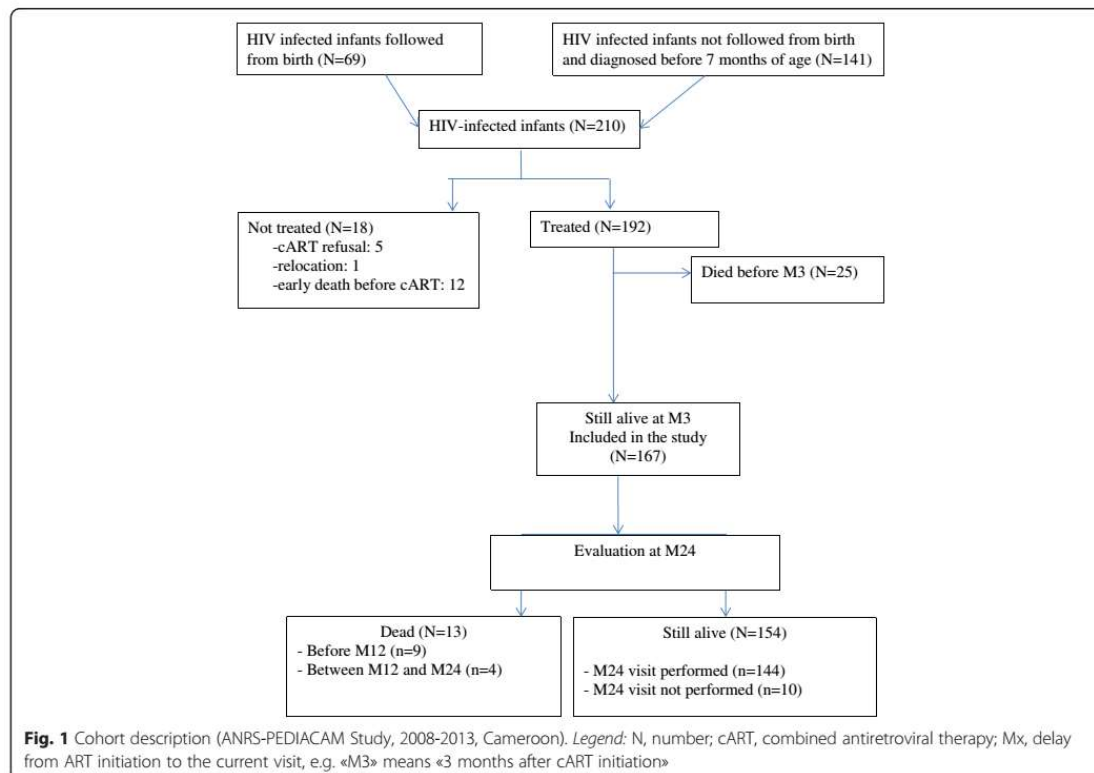 HIV infected infants followed
from birth (N=69)
HIV infected infants not followed from birth
and diagnosed before 7 months of age (N=141)
HIV-infected infants (N=210)
Not treated (N=18)
-cART refusal: 5
-relocation: 1
-early death before cART: 12
Treated (N=192)
Died before M3 (N=25)
Still alive at M3
Included in the study
(N=167)
Evaluation at M24
Dead (N=13)
- Before M12 (n=9)
- Between M12 and M24 (n=4)
Still alive (N=154)
- M24 visit performed (n=144)
- M24 visit not performed (n=10)
Fig. 1 Cohort description (ANRS-PEDIACAM Study, 2008-2013, Cameroon). Legend: N, number; cART, combined antiretroviral therapy; Mx, delay
from ART initiation to the current visit, e.g. «M3» means «3 months after cART initiation»